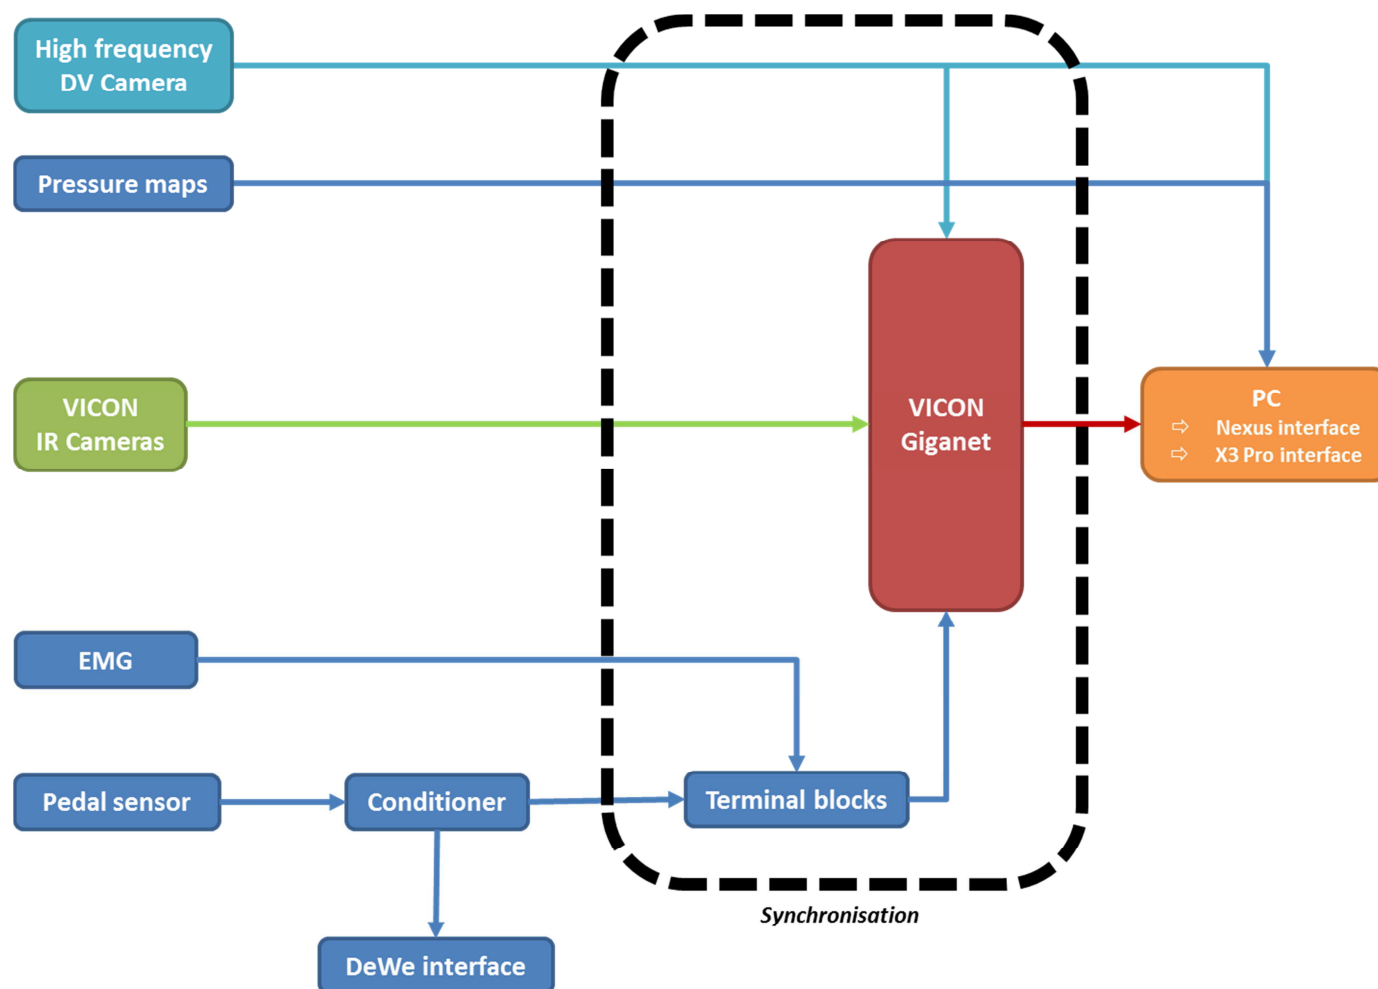 High frequency
DV Camera
Pressure maps
VICON
IR Cameras
VICON
Giganet
PC
⇨ Nexus interface
⇨ X3 Pro interface
EMG
Pedal sensor
Conditioner
Terminal blocks
Synchronisation
DeWe interface